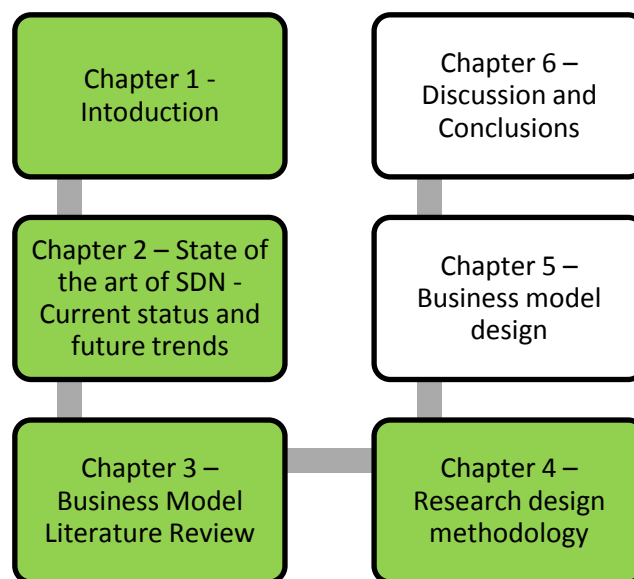 Chapter 1 -
Intoduction
Chapter 2 – State of
the art of SDN -
Current status and
future trends
Chapter 3 –
Business Model
Literature Review
Chapter 4 –
Research design
methodology
Chapter 5 –
Business model
design
Chapter 6 –
Discussion and
Conclusions